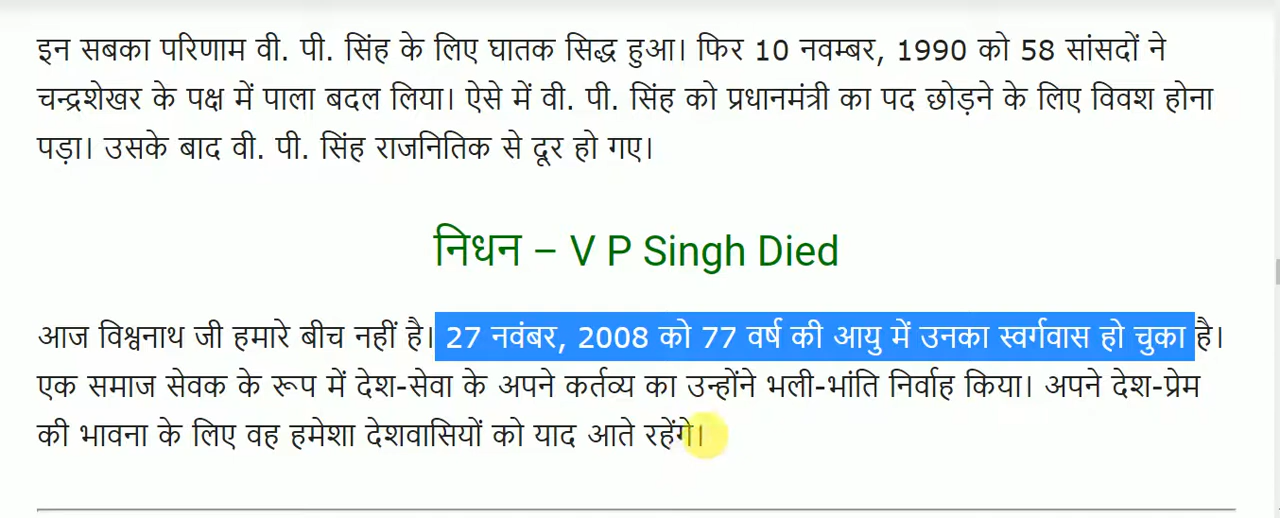 इन सबका परिणाम वी. पी. सिंह के लिए घातक सिद्ध हुआ। फिर 10 नवम्बर, 1990 को 58 सांसदों ने
चन्द्रशेखर के पक्ष में पाला बदल लिया। ऐसे में वी. पी. सिंह को प्रधानमंत्री का पद छोड़ने के लिए विवश होना
पड़ा। उसके बाद वी. पी. सिंह राजनितिक से दूर हो गए।
निधन – V P Singh Died
आज विश्वनाथ जी हमारे बीच नहीं है। 27 नवंबर, 2008 को 77 वर्ष की आयु में उनका स्वर्गवास हो चुका है।
एक समाज सेवक के रूप में देश-सेवा के अपने कर्तव्य का उन्होंने भली-भांति निर्वाह किया। अपने देश-प्रेम
की भावना के लिए वह हमेशा देशवासियों को याद आते रहेंगे।